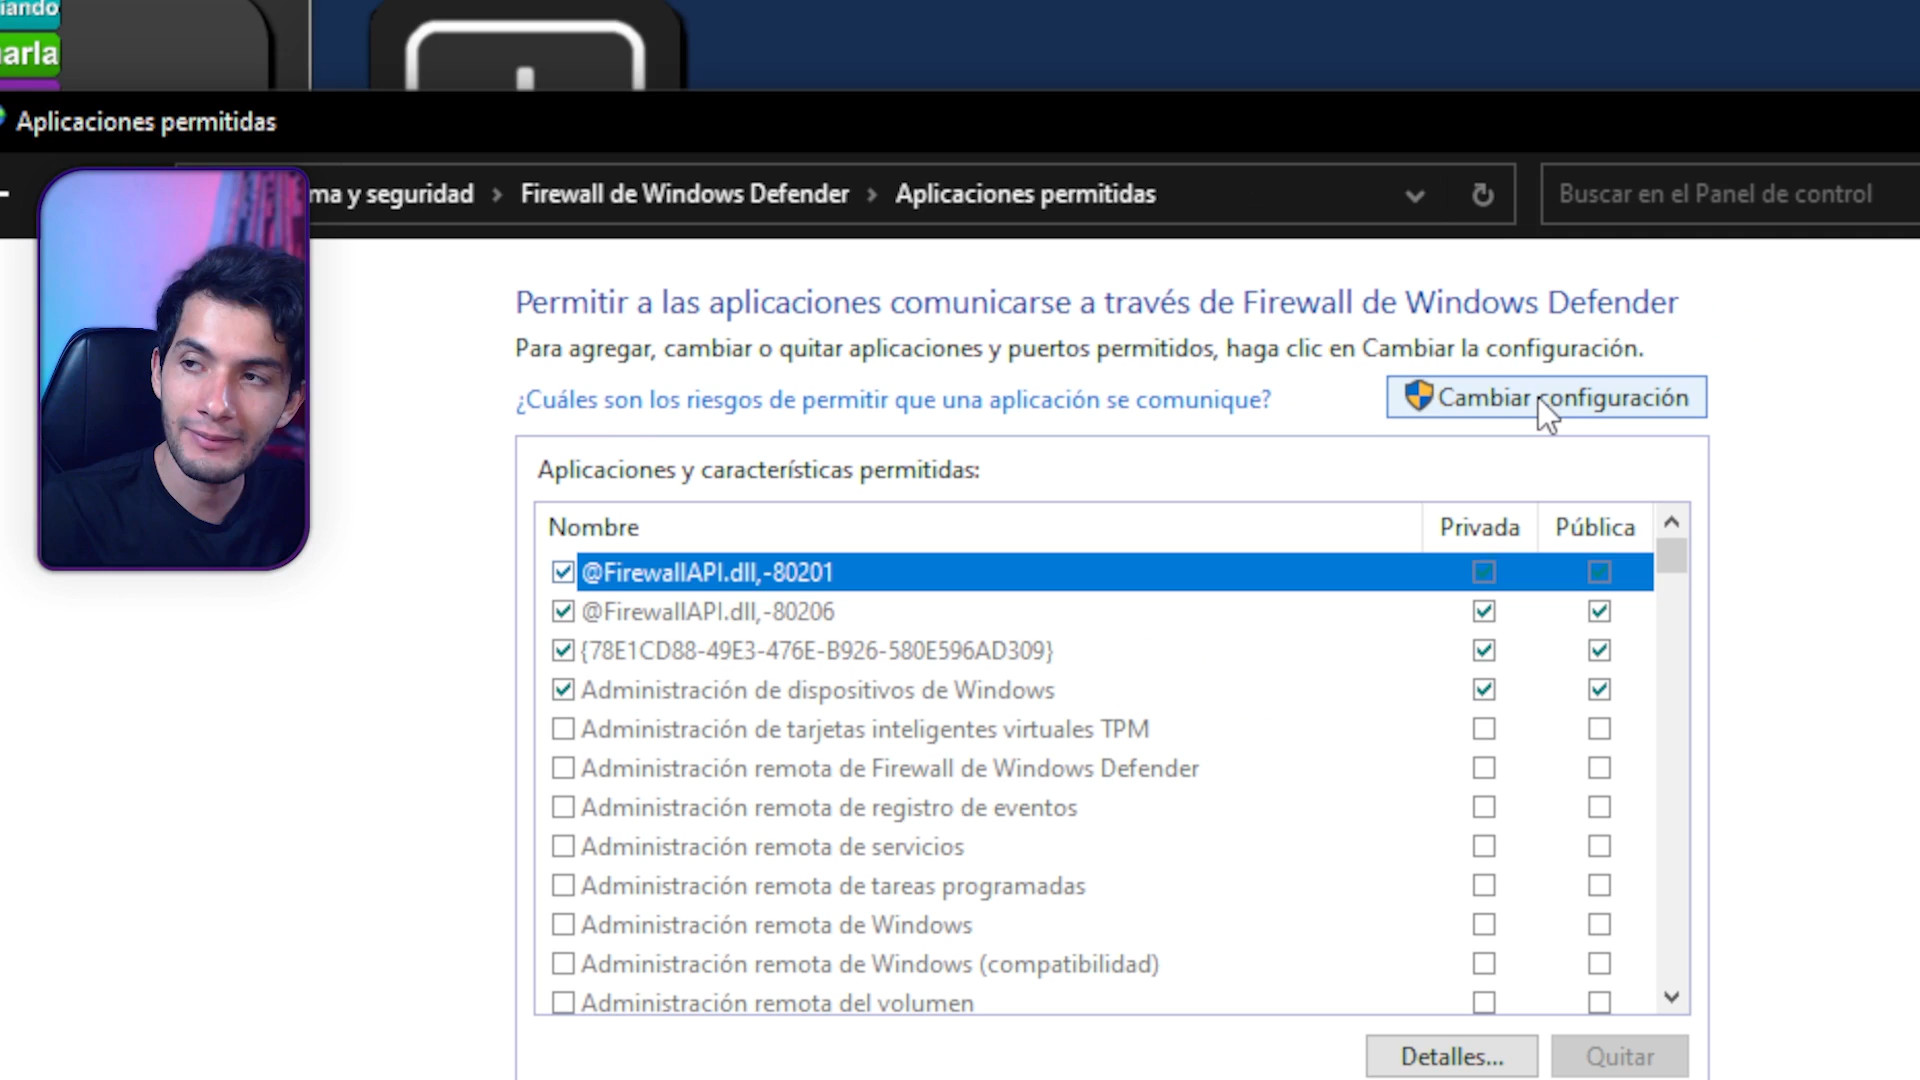 iando
arla
Aplicaciones permitidas
ma y seguridad > Firewall de Windows Defender > Aplicaciones permitidas
Buscar en el Panel de control
Permitir a las aplicaciones comunicarse a través de Firewall de Windows Defender
Para agregar, cambiar o quitar aplicaciones y puertos permitidos, haga clic en Cambiar la configuración.
¿Cuáles son los riesgos de permitir que una aplicación se comunique?
Cambiar configuración
Aplicaciones y características permitidas:
Nombre Privada Pública
@FirewallAPI.dll,-80201
@FirewallAPI.dll,-80206
{78E1CD88-49E3-476E-B926-580E596AD309}
Administración de dispositivos de Windows
Administración de tarjetas inteligentes virtuales TPM
Administración remota de Firewall de Windows Defender
Administración remota de registro de eventos
Administración remota de servicios
Administración remota de tareas programadas
Administración remota de Windows
Administración remota de Windows (compatibilidad)
Administración remota del volumen
Detalles... Quitar